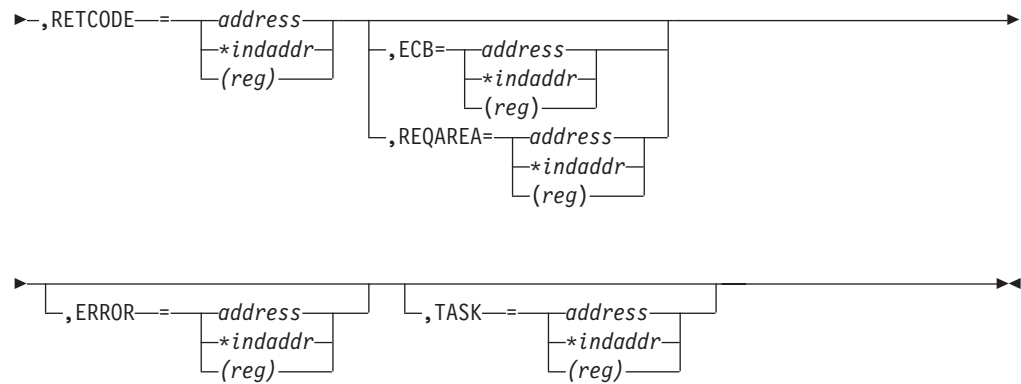 ,RETCODE = address address
*indaddr ,ECB= *indaddr
(reg) (reg)
,REQAREA= address
*indaddr
(reg)
,ERROR = address ,TASK = address
*indaddr *indaddr
(reg) (reg)